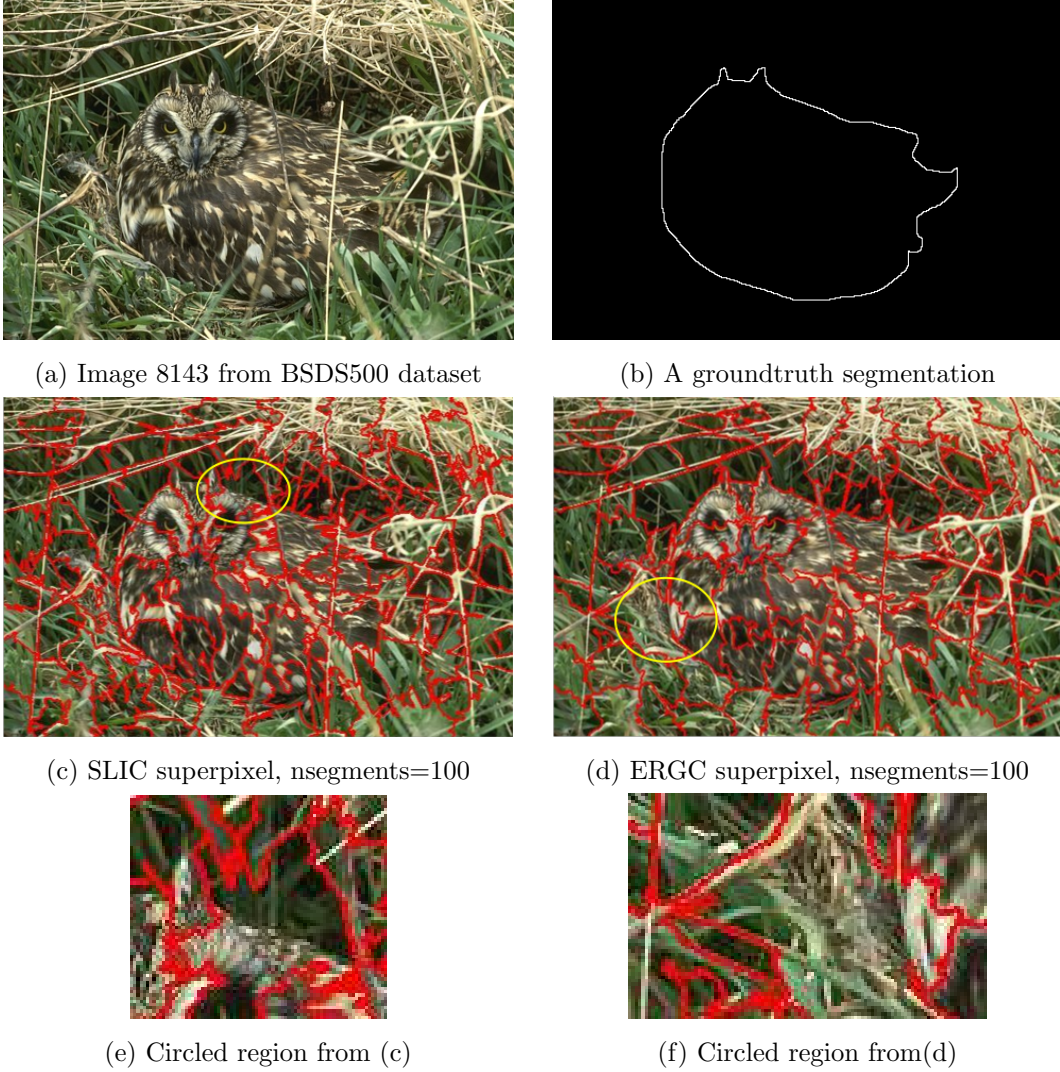 (a) Image 8143 from BSDS500 dataset
(b) A groundtruth segmentation
(c) SLIC superpixel, nsegments=100
(d) ERGC superpixel, nsegments=100
(e) Circled region from (c)
(f) Circled region from(d)